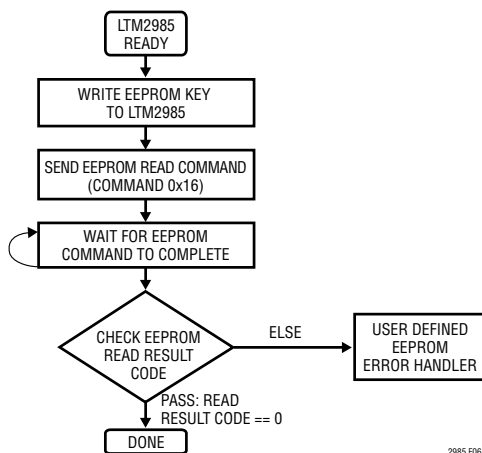 LTM2985
READY
WRITE EEPROM KEY
TO LTM2985
SEND EEPROM READ COMMAND
(COMMAND 0x16)
WAIT FOR EEPROM
COMMAND TO COMPLETE
CHECK EEPROM
READ RESULT
CODE
ELSE
USER DEFINED
EEPROM
ERROR HANDLER
PASS: READ
RESULT CODE == 0
DONE
2985 F06